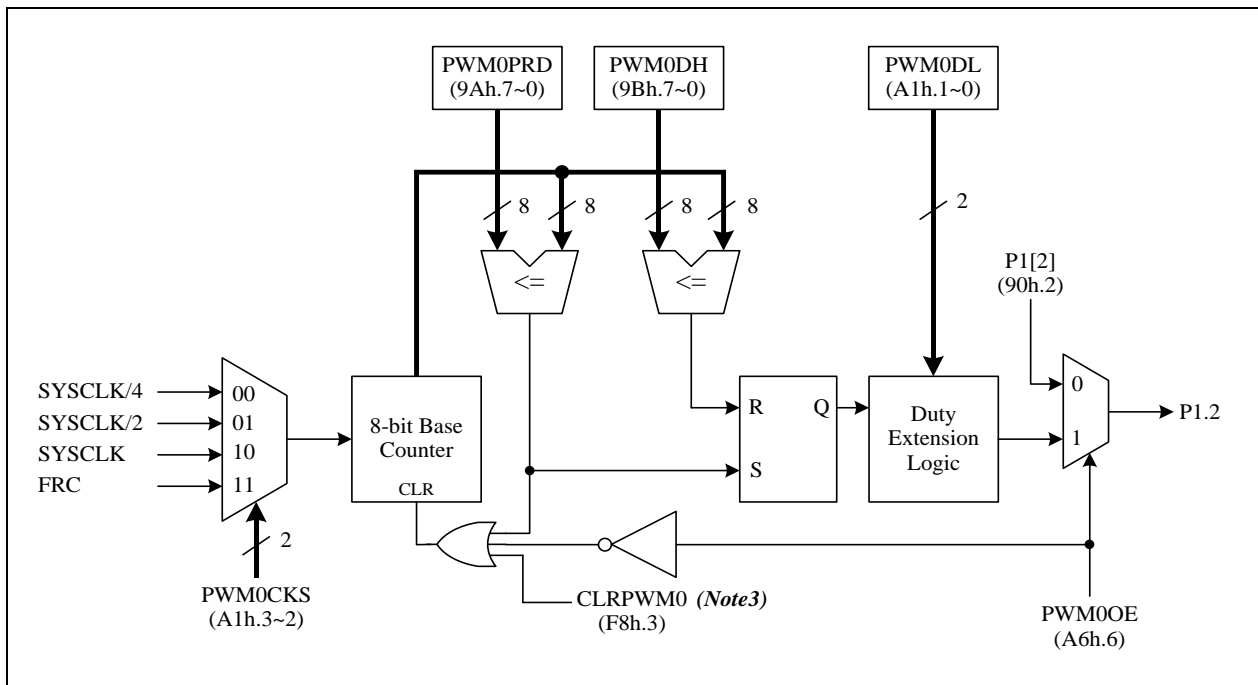 PWM0PRD
(9Ah.7~0)
PWM0DH
(9Bh.7~0)
PWM0DL
(A1h.1~0)
8
8
8
8
2
<=
<=
P1[2]
(90h.2)
SYSCLK/4
SYSCLK/2
SYSCLK
FRC
00
01
10
11
8-bit Base
Counter
CLR
R
S
Q
Duty
Extension
Logic
0
1
P1.2
2
PWM0CKS
(A1h.3~2)
CLRPWM0 (Note3)
(F8h.3)
PWM0OE
(A6h.6)